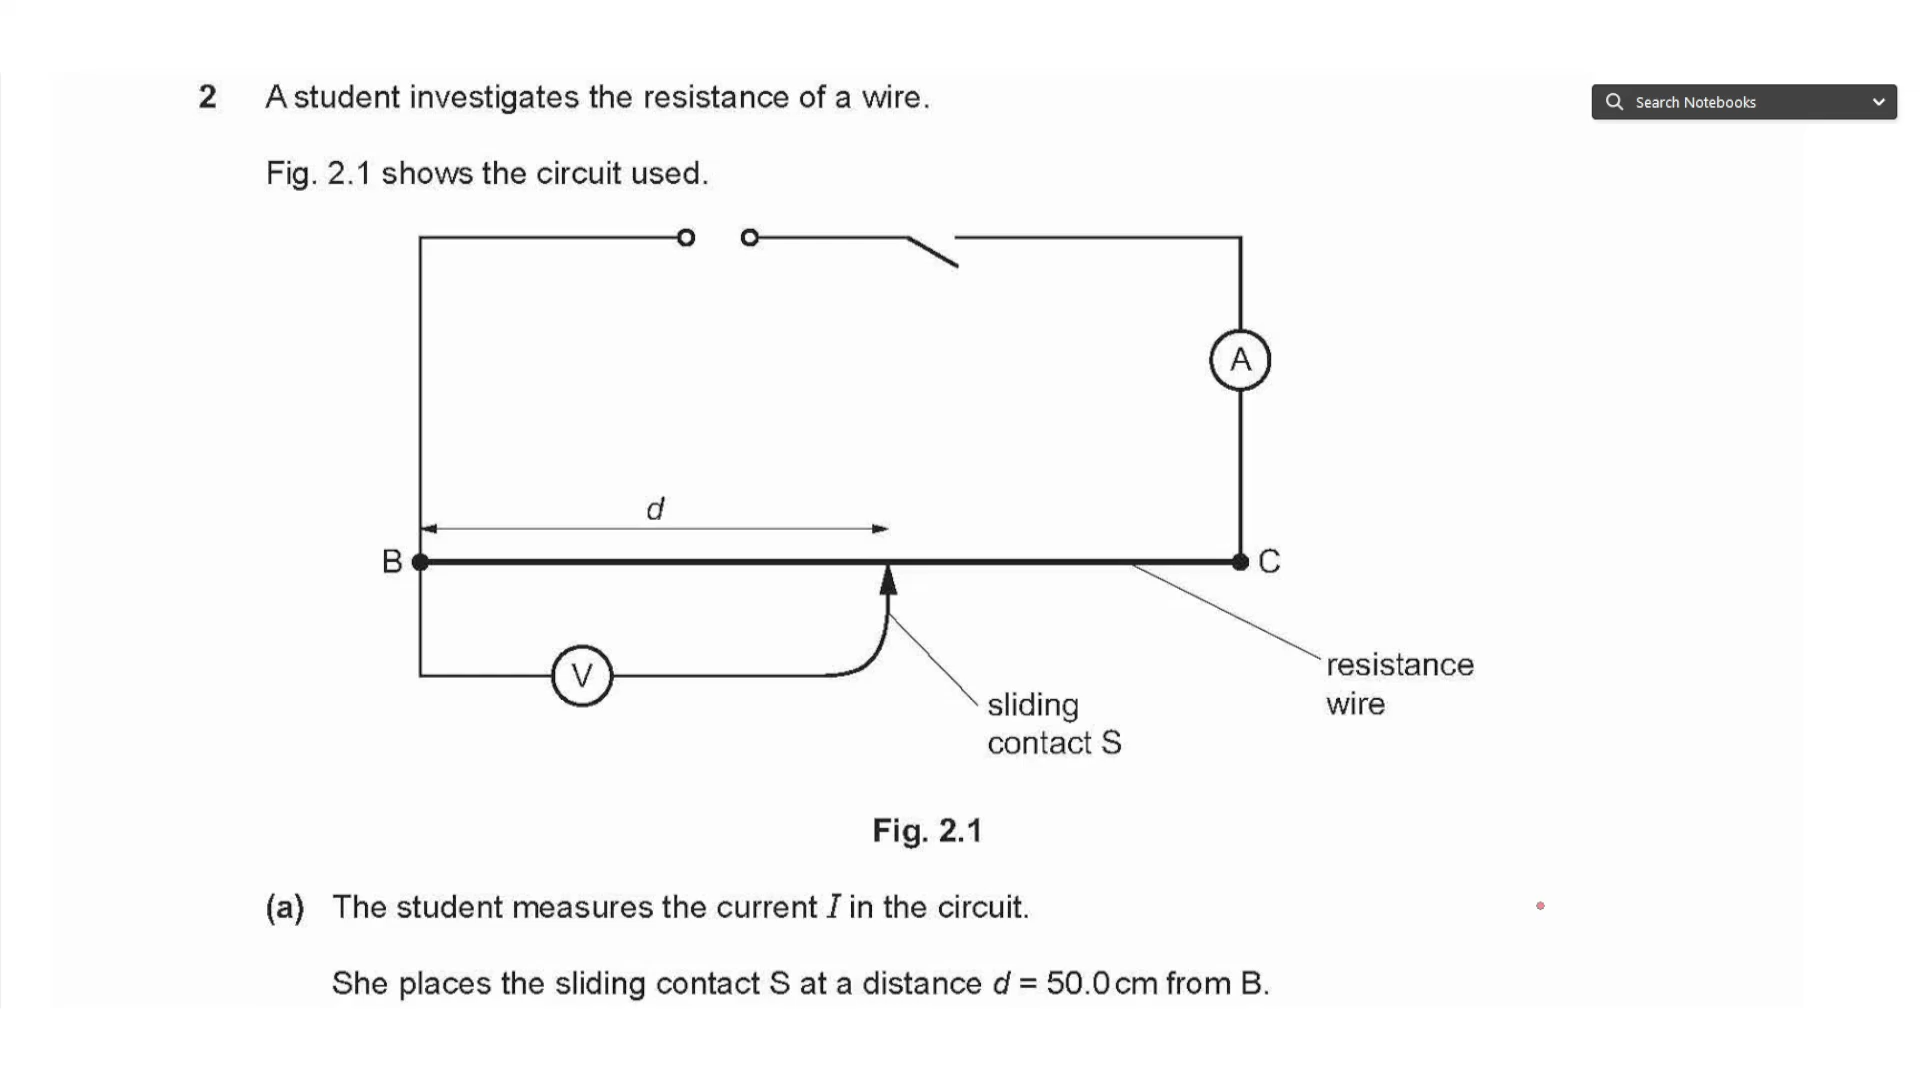 2 A student investigates the resistance of a wire.
Search Notebooks
Fig. 2.1 shows the circuit used.
A
d
B
C
V
resistance
wire
sliding
contact S
Fig. 2.1
(a) The student measures the current I in the circuit.
She places the sliding contact S at a distance d = 50.0 cm from B.